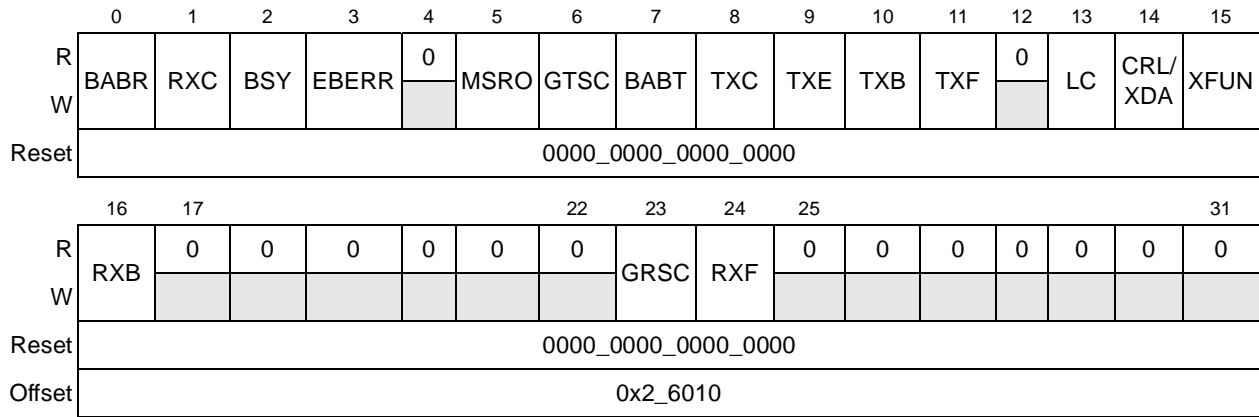 0 1 2 3 4 5 6 7 8 9 10 11 12 13 14 15
R BABR RXC BSY EBERR 0 MSRO GTSC BABT TXC TXE TXB TXF 0 LC CRL/ XDA XFUN
W
Reset 0000_0000_0000_0000
16 17 22 23 24 25 31
R RXB 0 0 0 0 0 0 GRSC RXF 0 0 0 0 0 0 0
W
Reset 0000_0000_0000_0000
Offset 0x2_6010